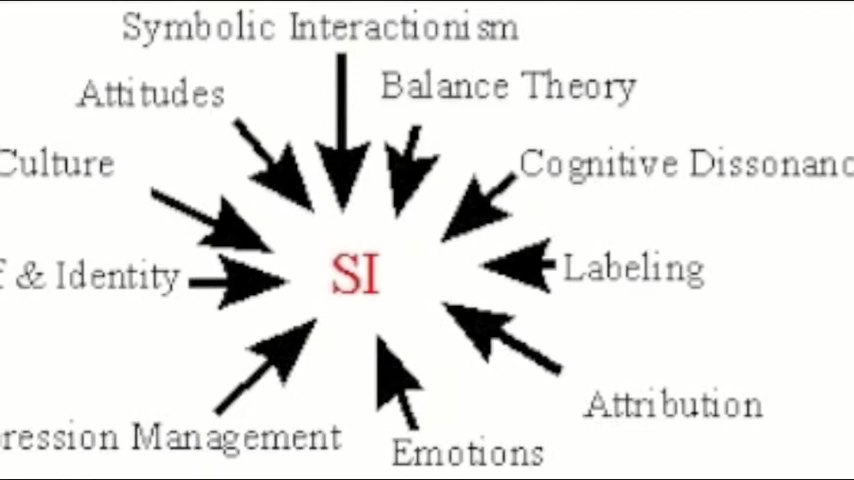 Symbolic Interactionism
Attitudes
Balance Theory
Culture
Cognitive Dissonanc
& Identity
SI
Labeling
Attribution
ression Management
Emotions